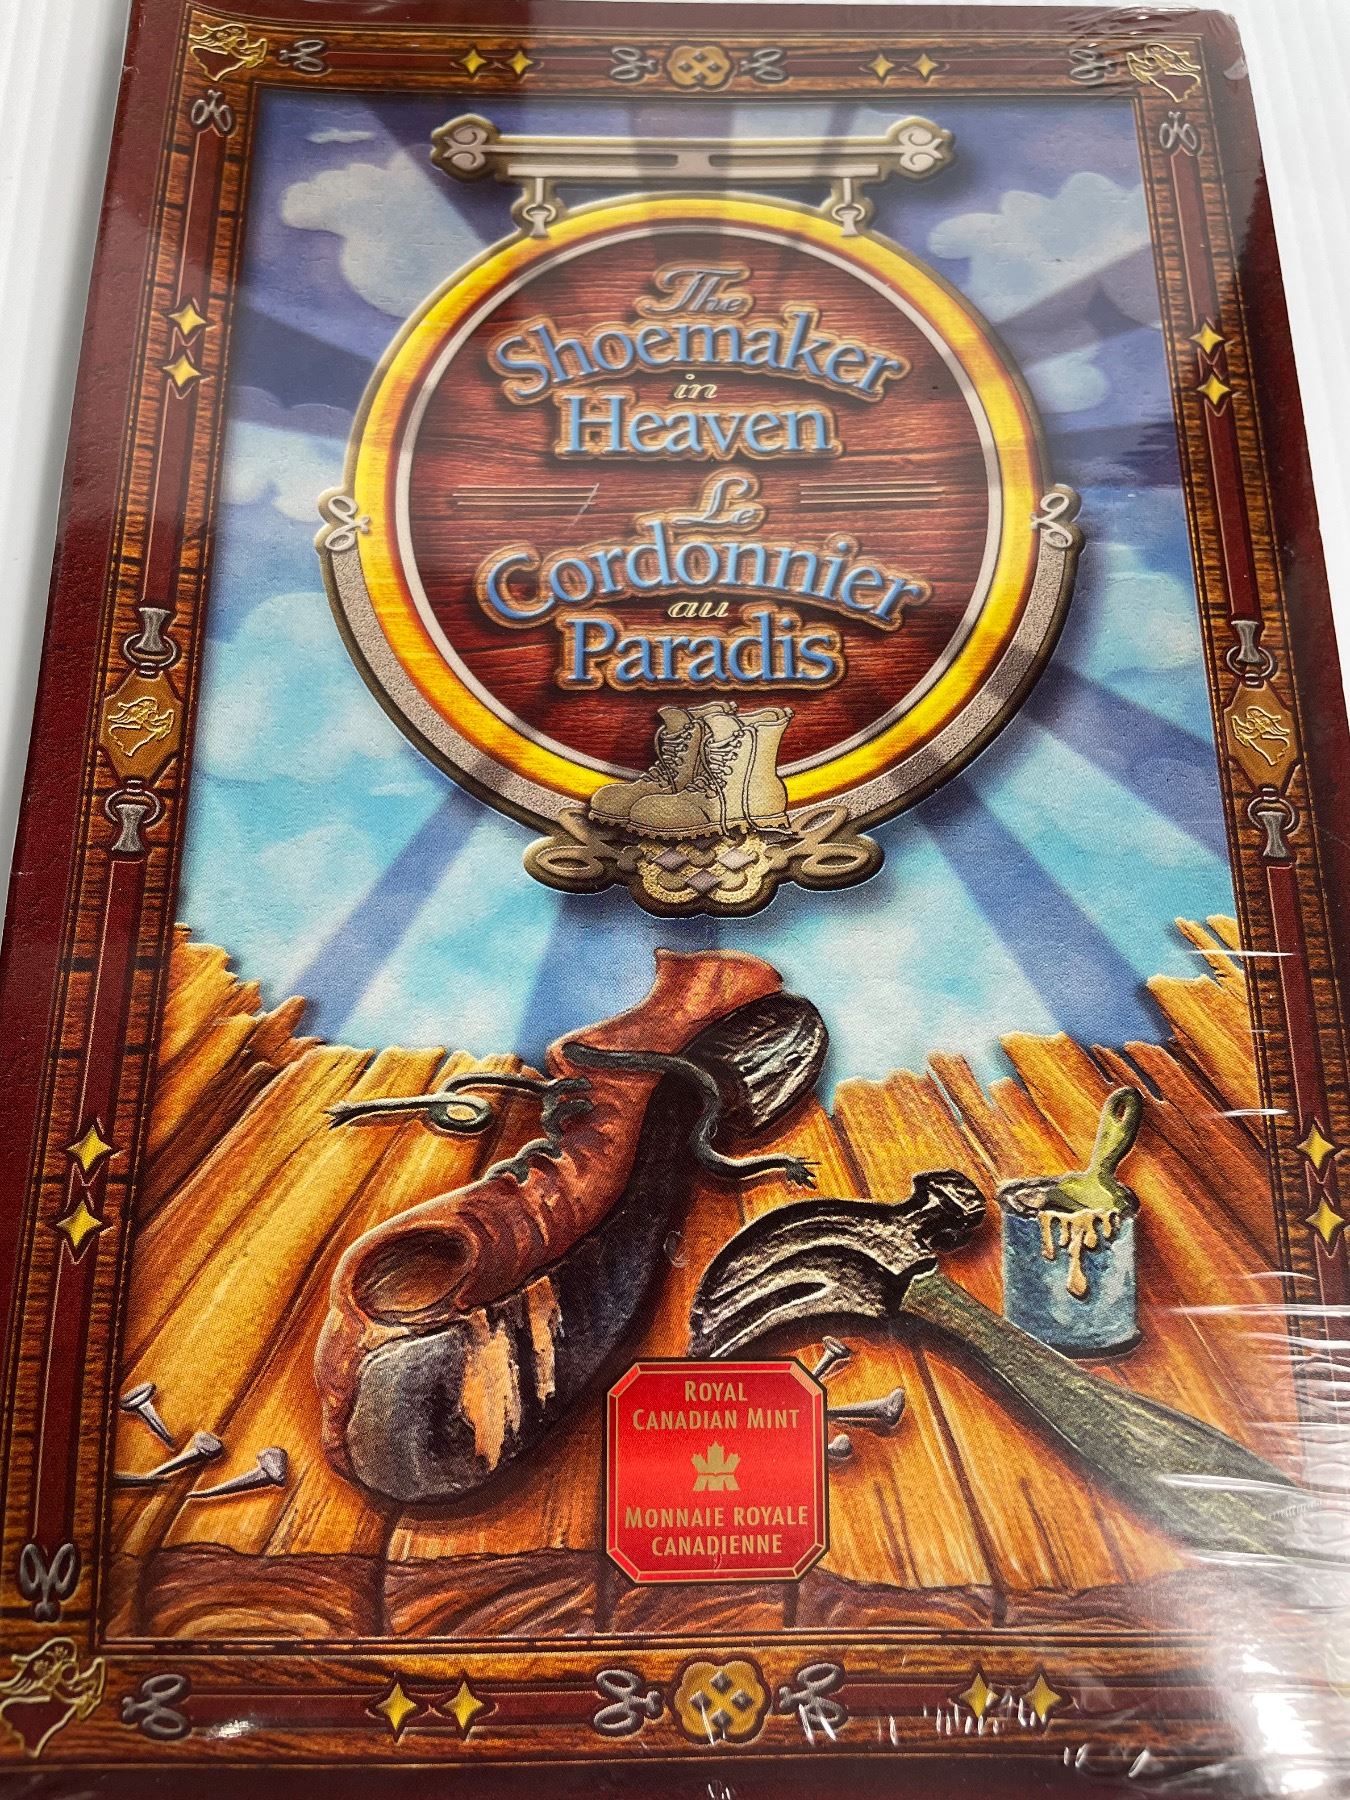 The
Shoemaker
in
Heaven
Le
Cordonnier
au
Paradis
ROYAL
CANADIAN MINT
MONNAIE ROYALE
CANADIENNE